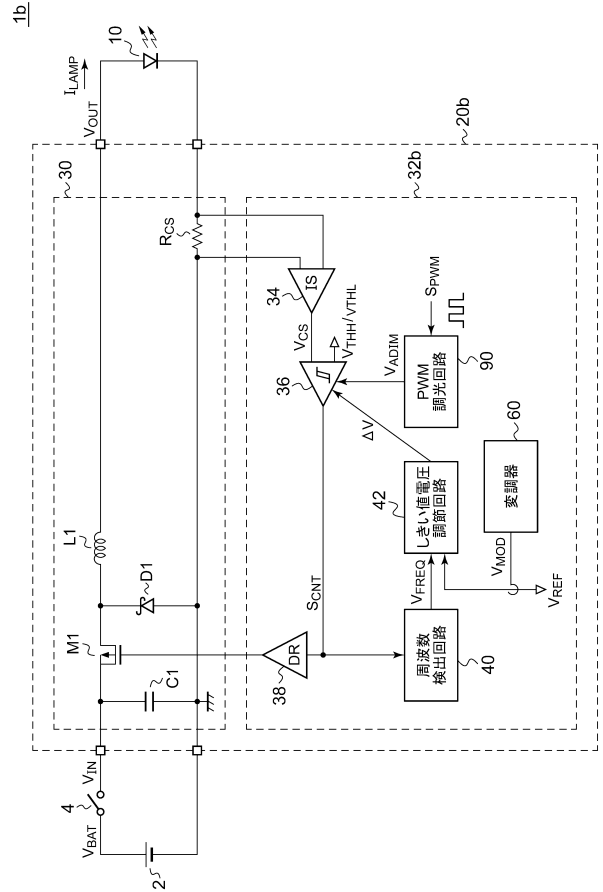 1b
10
I_LAMP
V_OUT
20b
30
R_CS
32b
34
IS
V_CS
V_THH/V_THL
36
V_ADIM
S_PWM
PWM
調光回路
90
ΔV
60
変調器
42
しきい値電圧
調節回路
V_MOD
V_REF
L1
D1
M1
C1
S_CNT
V_FREQ
38
DR
周波数
検出回路
40
V_IN
4
V_BAT
2